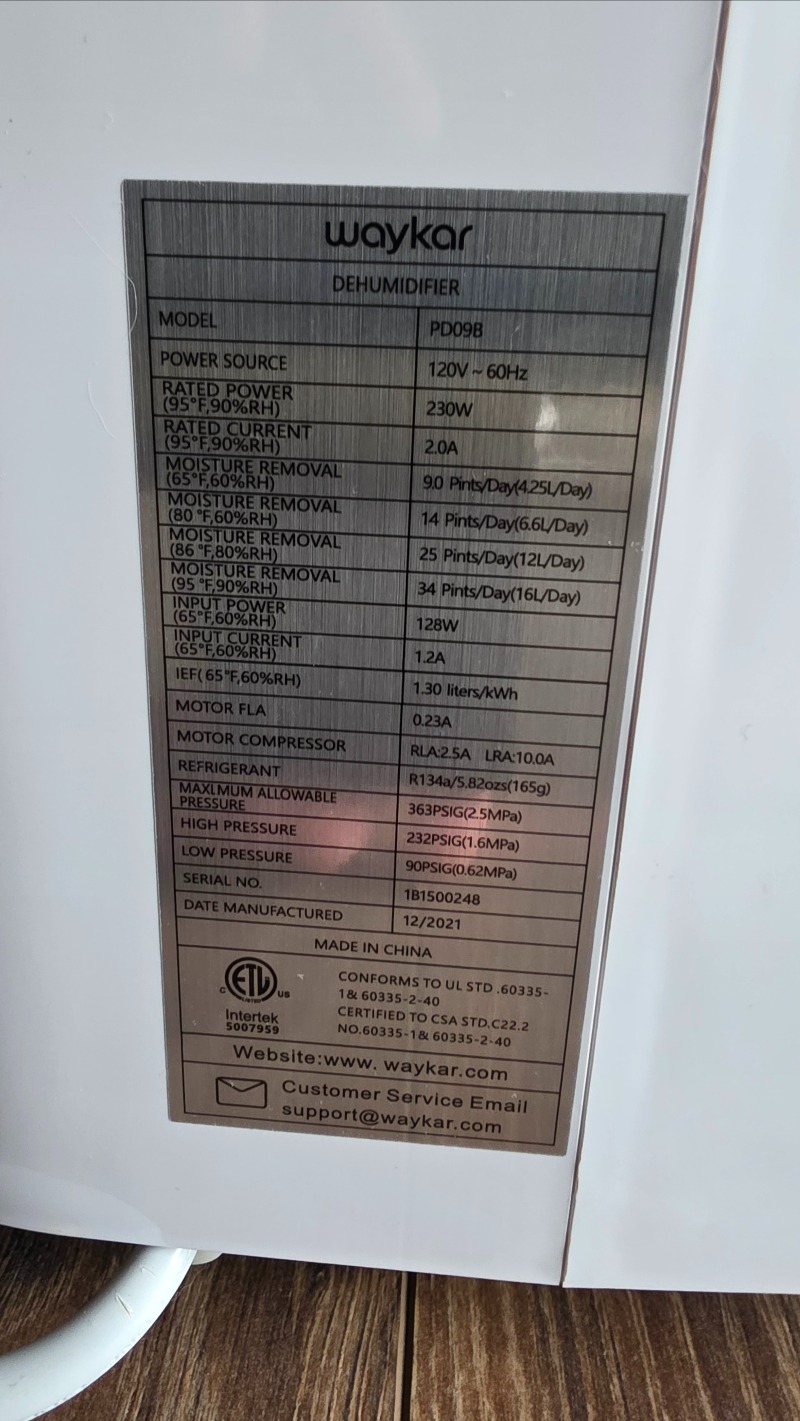 waykar
DEHUMIDIFIER
MODEL PD09B
POWER SOURCE 120V ~ 60Hz
RATED POWER
(95°F,90%RH) 230W
RATED CURRENT
(95°F,90%RH) 2.0A
MOISTURE REMOVAL
(65°F,60%RH) 9.0 Pints/Day(4.25L/Day)
MOISTURE REMOVAL
(80 °F,60%RH) 14 Pints/Day(6.6L/Day)
MOISTURE REMOVAL
(86 °F,80%RH) 25 Pints/Day(12L/Day)
MOISTURE REMOVAL
(95 °F,90%RH) 34 Pints/Day(16L/Day)
INPUT POWER
(65°F,60%RH) 128W
INPUT CURRENT
(65°F,60%RH) 1.2A
IEF( 65°F,60%RH) 1.30 liters/kWh
MOTOR FLA 0.23A
MOTOR COMPRESSOR RLA:2.5A LRA:10.0A
REFRIGERANT R134a/5.82ozs(165g)
MAXLMUM ALLOWABLE
PRESSURE 363PSIG(2.5MPa)
HIGH PRESSURE 232PSIG(1.6MPa)
LOW PRESSURE 90PSIG(0.62MPa)
SERIAL NO. 1B1500248
DATE MANUFACTURED 12/2021
MADE IN CHINA
C ETL US
LISTED
Intertek
5007959
CONFORMS TO UL STD .60335-
1& 60335-2-40
CERTIFIED TO CSA STD.C22.2
NO.60335-1& 60335-2-40
Website:www. waykar.com
Customer Service Email
support@waykar.com